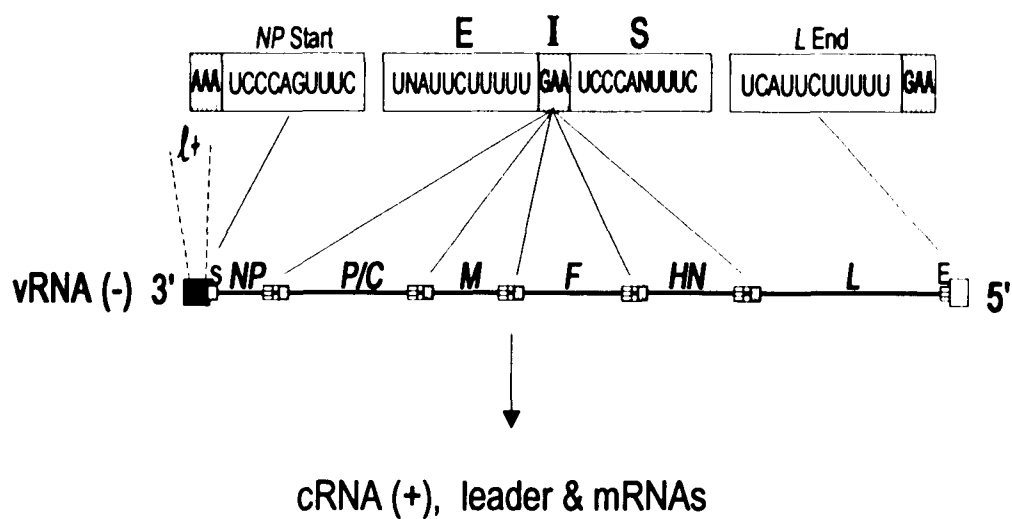 NP Start E I S L End
AAA UCCCAGUUUC UNAUUCUUUUU GAA UCCCANUUUC UCAUUCUUUUU GAA
l+
S NP P/C M F HN L E
vRNA (-) 3' 5'
cRNA (+), leader & mRNAs